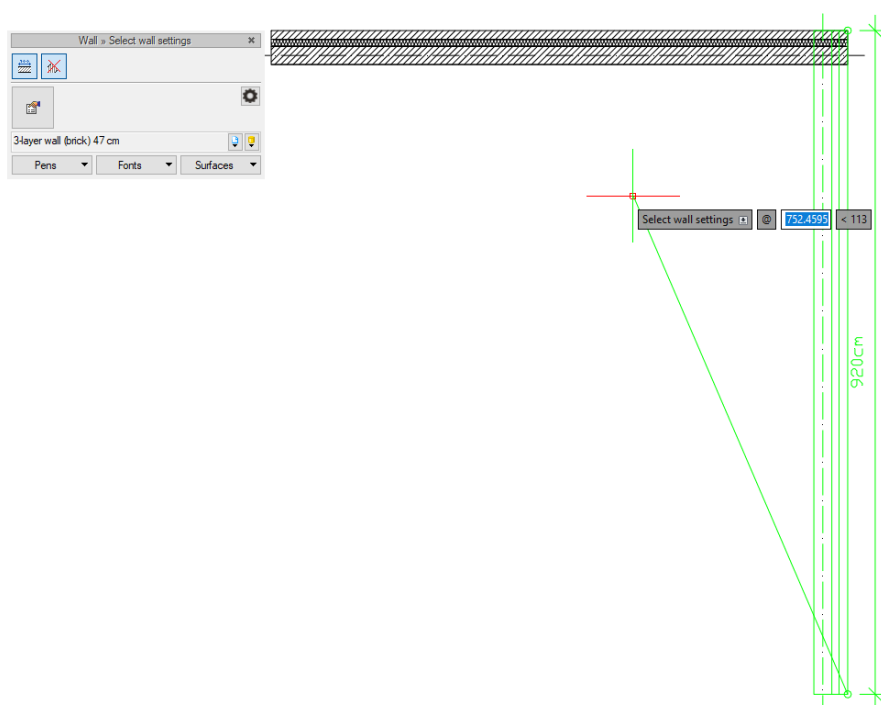 Wall » Select wall settings
3-layer wall (brick) 47 cm
Pens
Fonts
Surfaces
Select wall settings
@
752.4595
< 113
920cm